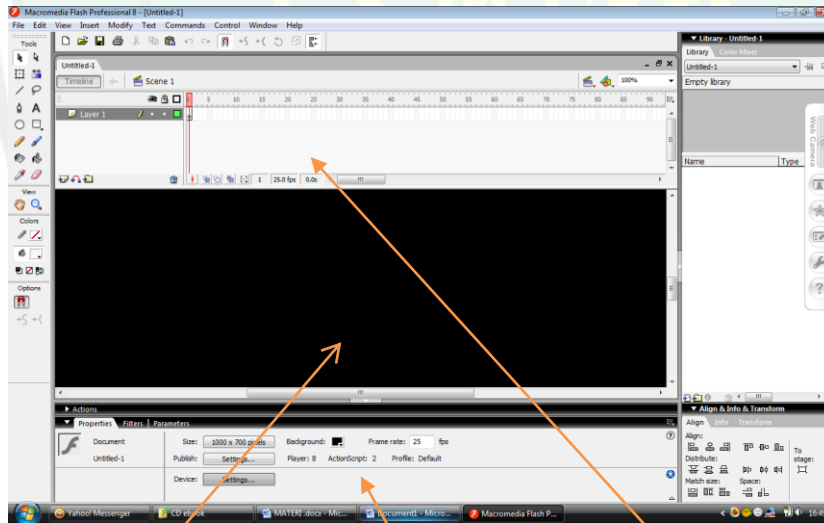 Macromedia Flash Professional 8 - [Untitled-1]
File Edit View Insert Modify Text Commands Control Window Help
Tools
View
Colors
Options
Untitled-1
Timeline
Scene 1
100%
5 10 15 20 25 30 35 40 45 50 55 60 65 70 75 80 85 90
Layer 1
1 25.0 fps 0.0s
Actions
Properties Filters Parameters
Document
Untitled-1
Size: 1000 x 700 pixels Background: Frame rate: 25 fps
Publish: Settings... Player: 8 ActionScript: 2 Profile: Default
Device: Settings...
Library - Untitled-1
Library Color Mixer
Untitled-1
Empty library
Name Type
Web Camera
Align & Info & Transform
Align Info Transform
Align:
Distribute:
Match size: Space:
To
stage:
Yahoo! Messenger CD ebook MATERI .docx - Mic... Document1 - Micro... Macromedia Flash P...